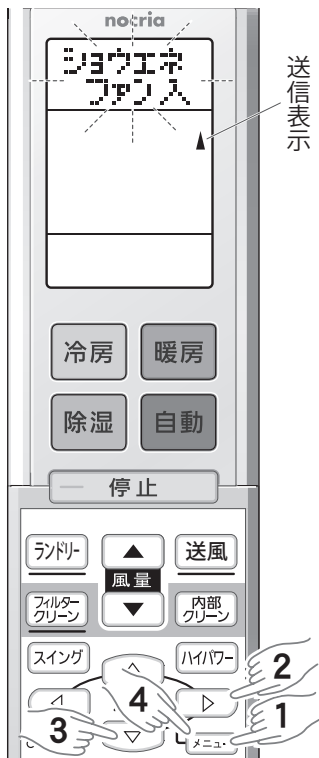 nocria
ショウエネ
ファン入
送信表示
冷房
暖房
除湿
自動
停止
ランドリー
送風
風量
フィルター
クリーン
内部
クリーン
スイング
ハイパワー
2
4
3
1
メニュー